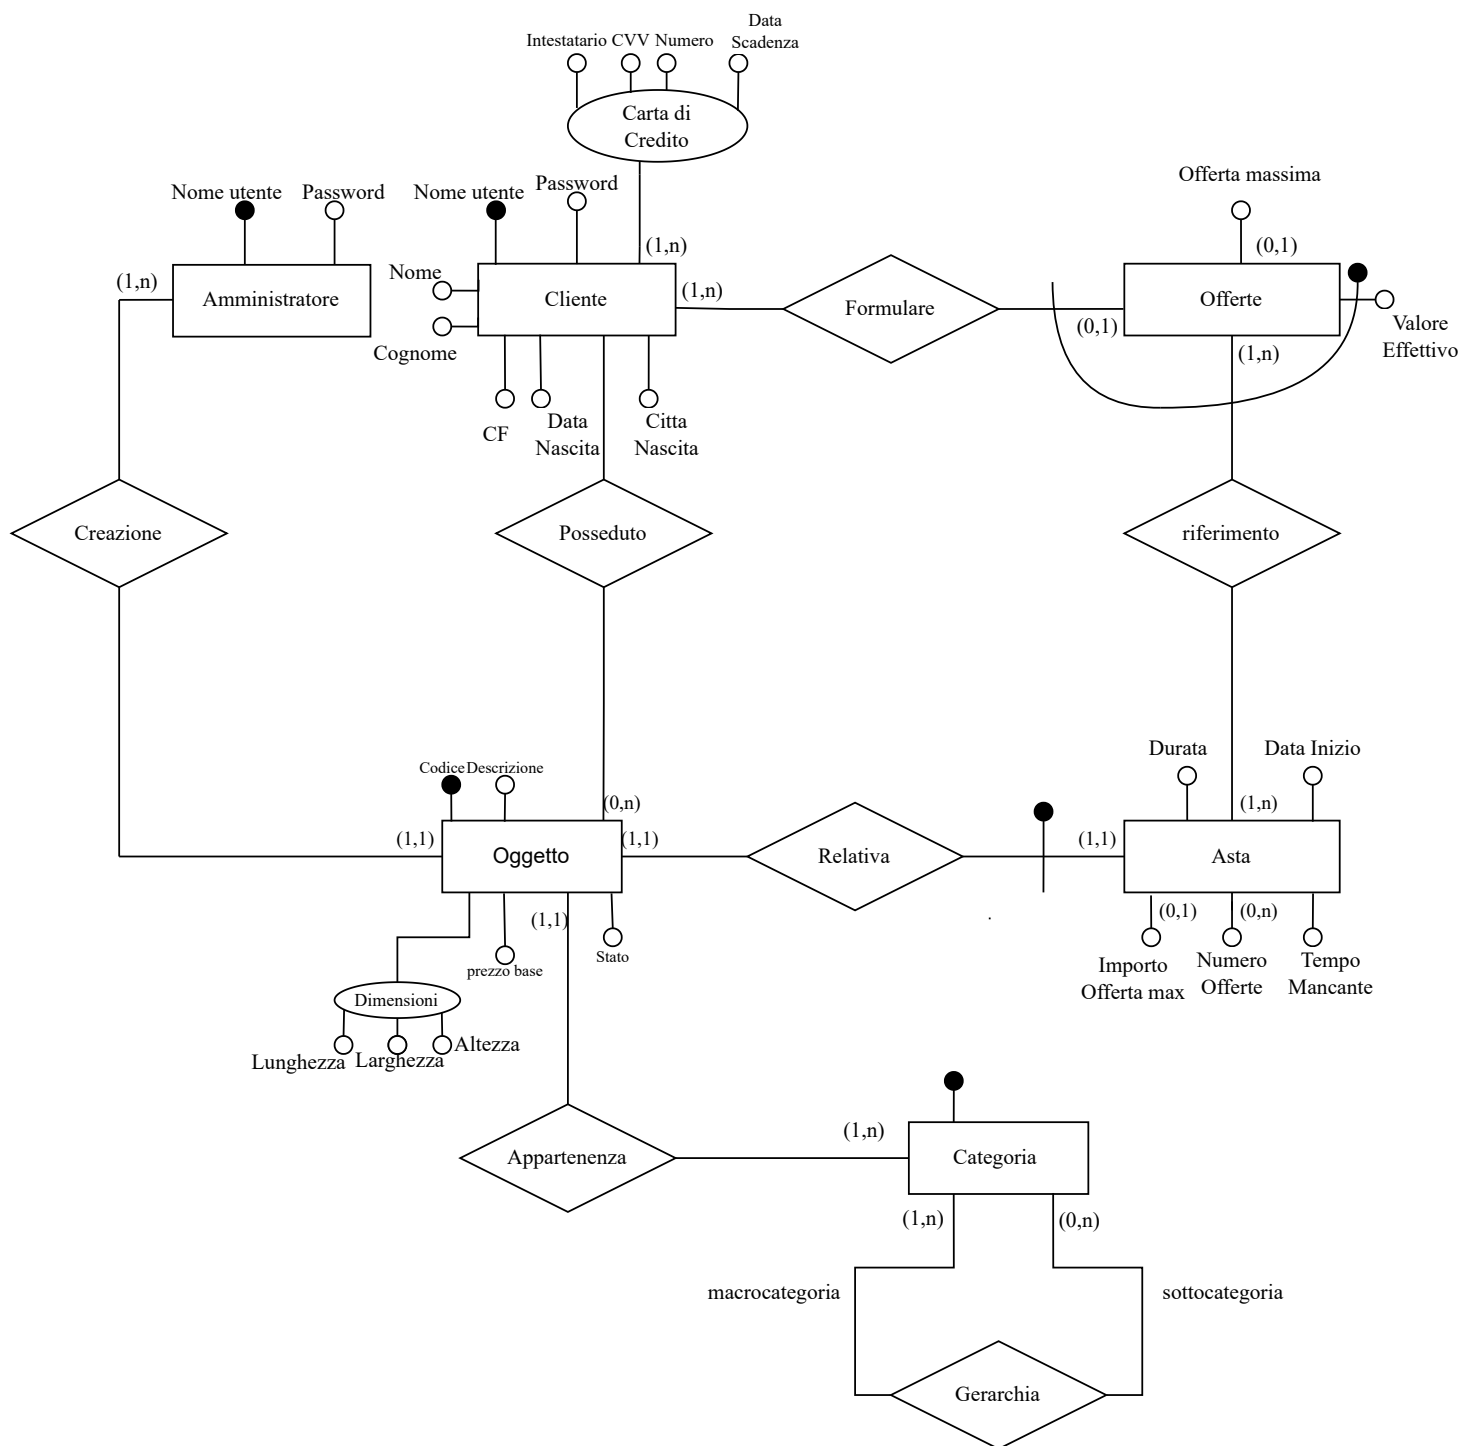 Data
Intestatario CVV Numero Scadenza
Carta di
Credito
Nome utente Password Nome utente Password
Offerta massima
(1,n) (0,1)
(1,n) Amministratore Nome Cliente (1,n) Formulare Offerte
Cognome (0,1) Valore
Effettivo
(1,n)
CF Data
Nascita
Citta
Nascita
Creazione Posseduto riferimento
Durata Data Inizio
Codice Descrizione
(0,n) (1,n)
(1,1) Oggetto (1,1) Relativa (1,1) Asta
(1,1) (0,1) (0,n)
Stato
prezzo base
Importo
Offerta max
Numero
Offerte
Tempo
Mancante
Dimensioni
Lunghezza Larghezza Altezza
(1,n)
Appartenenza Categoria
(1,n) (0,n)
macrocategoria sottocategoria
Gerarchia